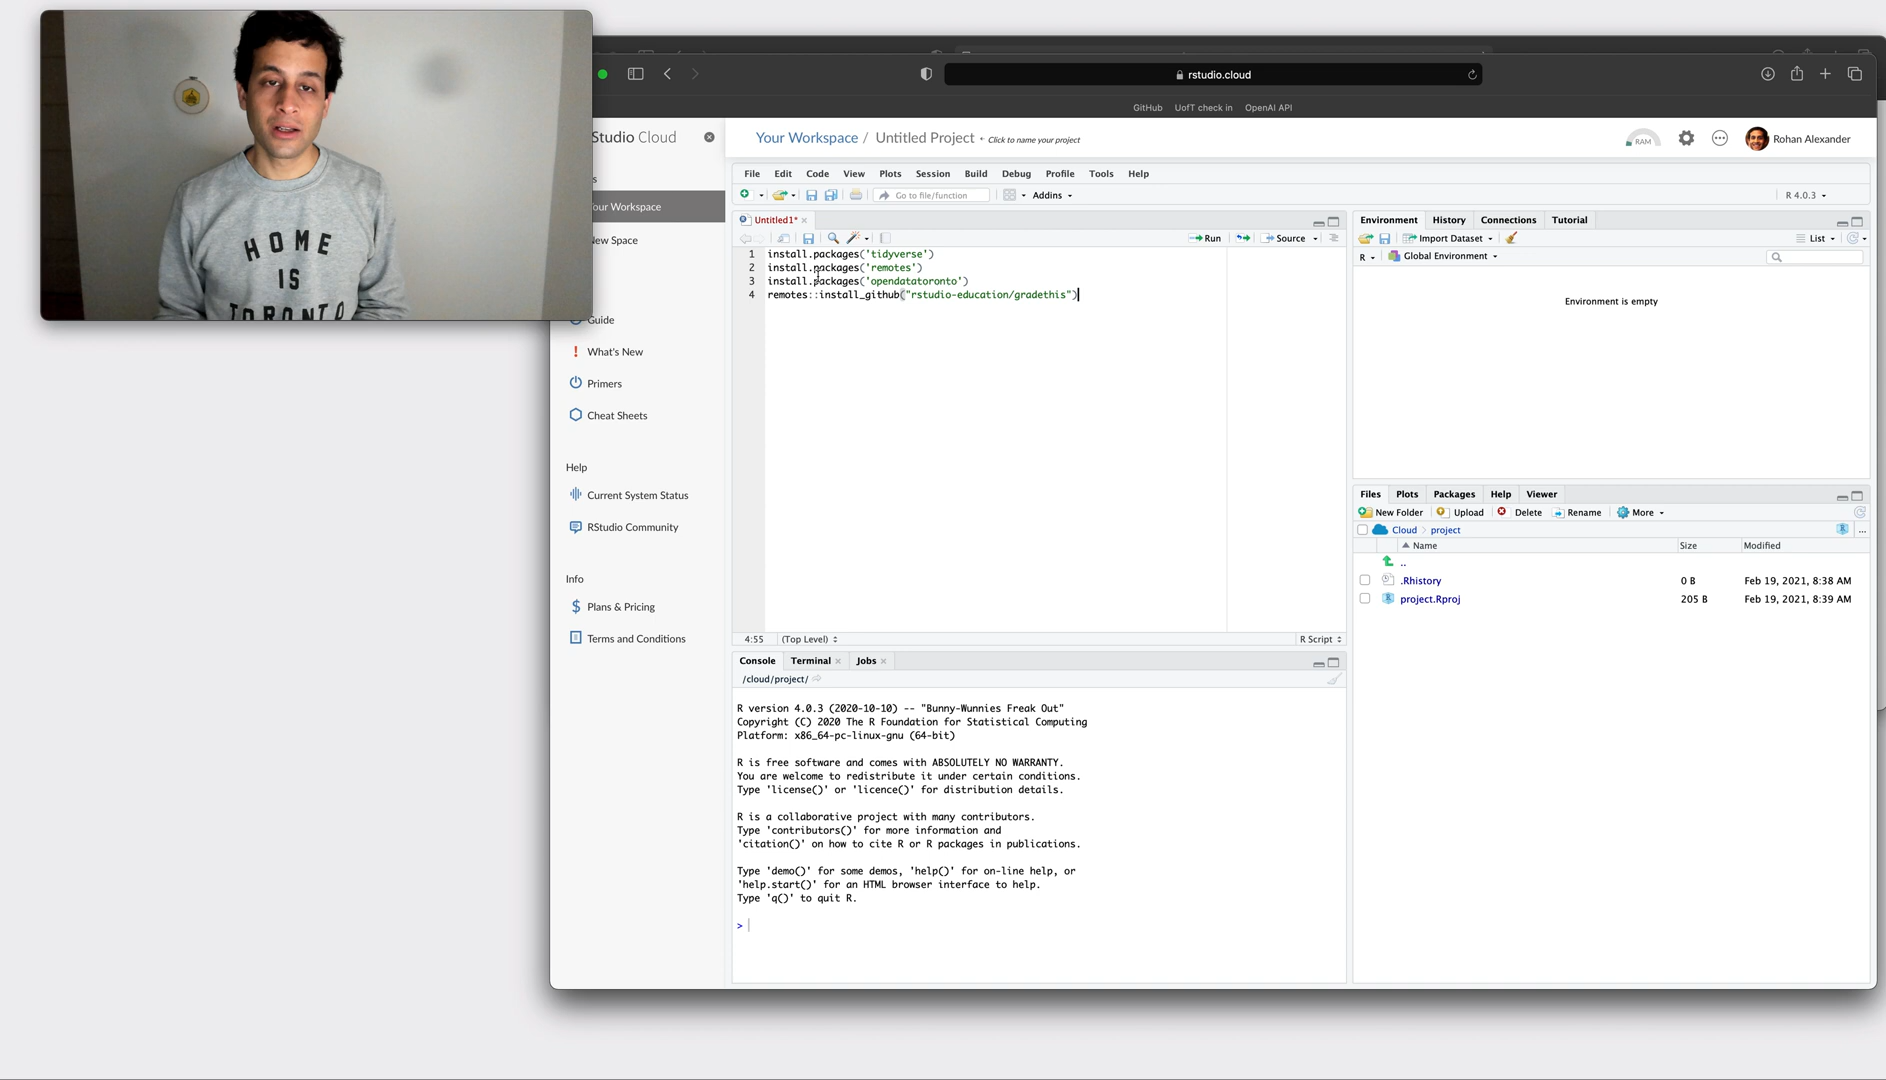 HOME
IS
TORONTO
rstudio.cloud
GitHub UofT check in OpenAI API
Studio Cloud
Your Workspace / Untitled Project • Click to name your project
RAM
Rohan Alexander
s
our Workspace
New Space
Guide
What's New
Primers
Cheat Sheets
Help
Current System Status
RStudio Community
Info
Plans & Pricing
Terms and Conditions
File Edit Code View Plots Session Build Debug Profile Tools Help
Go to file/function
Addins
R 4.0.3
Untitled1*
Run
Source
1 install.packages('tidyverse')
2 install.packages('remotes')
3 install.packages('opendatatoronto')
4 remotes::install_github("rstudio-education/gradethis")
4:55 (Top Level)
R Script
Console Terminal Jobs
/cloud/project/
R version 4.0.3 (2020-10-10) -- "Bunny-Wunnies Freak Out"
Copyright (C) 2020 The R Foundation for Statistical Computing
Platform: x86_64-pc-linux-gnu (64-bit)
R is free software and comes with ABSOLUTELY NO WARRANTY.
You are welcome to redistribute it under certain conditions.
Type 'license()' or 'licence()' for distribution details.
R is a collaborative project with many contributors.
Type 'contributors()' for more information and
'citation()' on how to cite R or R packages in publications.
Type 'demo()' for some demos, 'help()' for on-line help, or
'help.start()' for an HTML browser interface to help.
Type 'q()' to quit R.
>
Environment History Connections Tutorial
Import Dataset
List
R Global Environment
Environment is empty
Files Plots Packages Help Viewer
New Folder Upload Delete Rename More
Cloud project
...
Name Size Modified
..
.Rhistory 0 B Feb 19, 2021, 8:38 AM
project.Rproj 205 B Feb 19, 2021, 8:39 AM